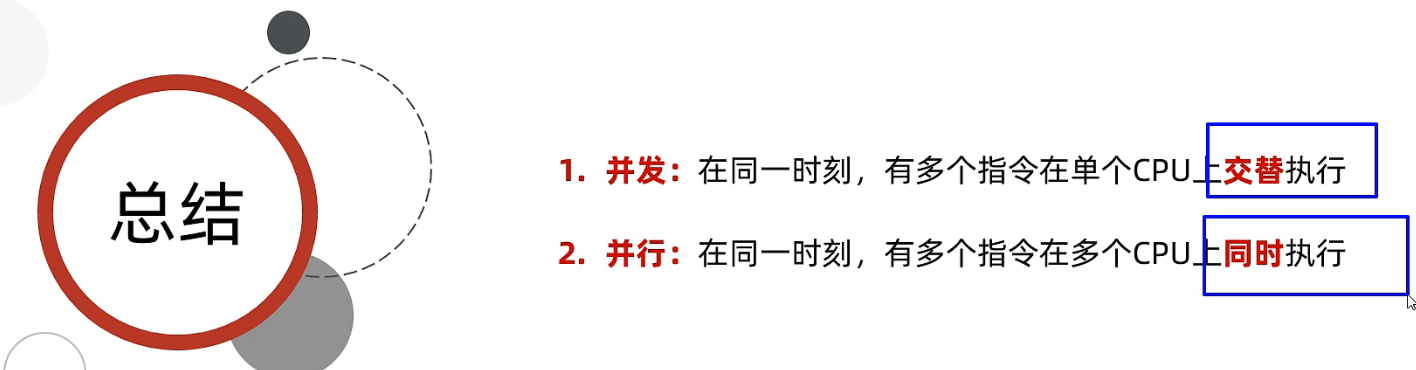 总结
1. 并发：在同一时刻，有多个指令在单个CPU上交替执行
2. 并行：在同一时刻，有多个指令在多个CPU上同时执行